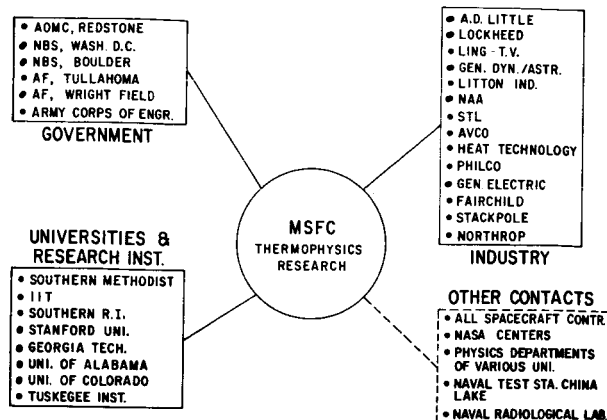 • AOMC, REDSTONE
• NBS, WASH. D.C.
• NBS, BOULDER
• AF, TULLAHOMA
• AF, WRIGHT FIELD
• ARMY CORPS OF ENGR.
GOVERNMENT
• A.D. LITTLE
• LOCKHEED
• LING-T.V.
• GEN. DYN./ASTR.
• LITTON IND.
• NAA
• STL
• AVCO
• HEAT TECHNOLOGY
• PHILCO
• GEN. ELECTRIC
• FAIRCHILD
• STACKPOLE
• NORTHROP
INDUSTRY
MSFC
THERMOPHYSICS
RESEARCH
UNIVERSITIES &
RESEARCH INST.
• SOUTHERN METHODIST
• IIT
• SOUTHERN R.I.
• STANFORD UNI.
• GEORGIA TECH.
• UNI. OF ALABAMA
• UNI. OF COLORADO
• TUSKEGEE INST.
OTHER CONTACTS
• ALL SPACECRAFT CONTR.
• NASA CENTERS
• PHYSICS DEPARTMENTS
OF VARIOUS UNI.
• NAVAL TEST STA. CHINA
LAKE
• NAVAL RADIOLOGICAL LAB.